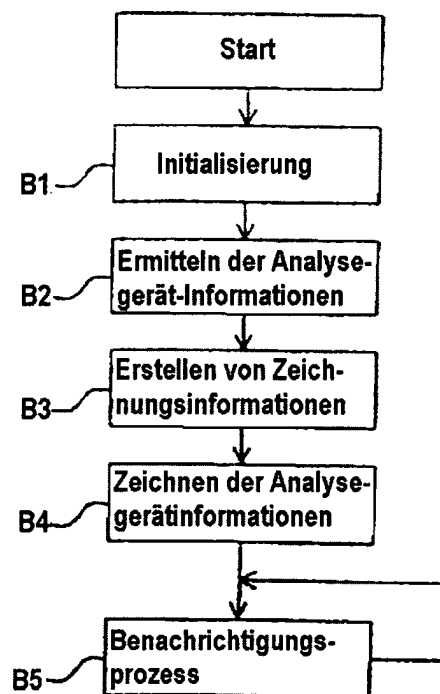 Start
B1
Initialisierung
B2
Ermitteln der Analyse-
gerät-Informationen
B3
Erstellen von Zeich-
nungsinformationen
B4
Zeichnen der Analyse-
gerätinformationen
B5
Benachrichtigungs-
prozess